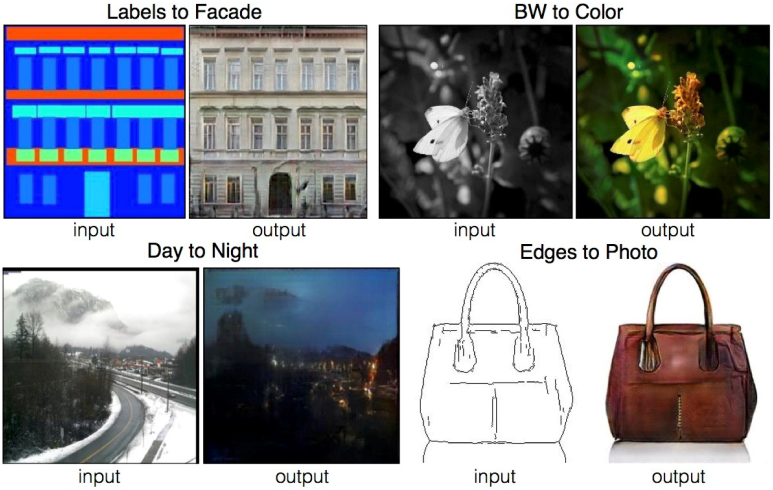 Labels to Facade
BW to Color
input
output
input
output
Day to Night
Edges to Photo
input
output
input
output